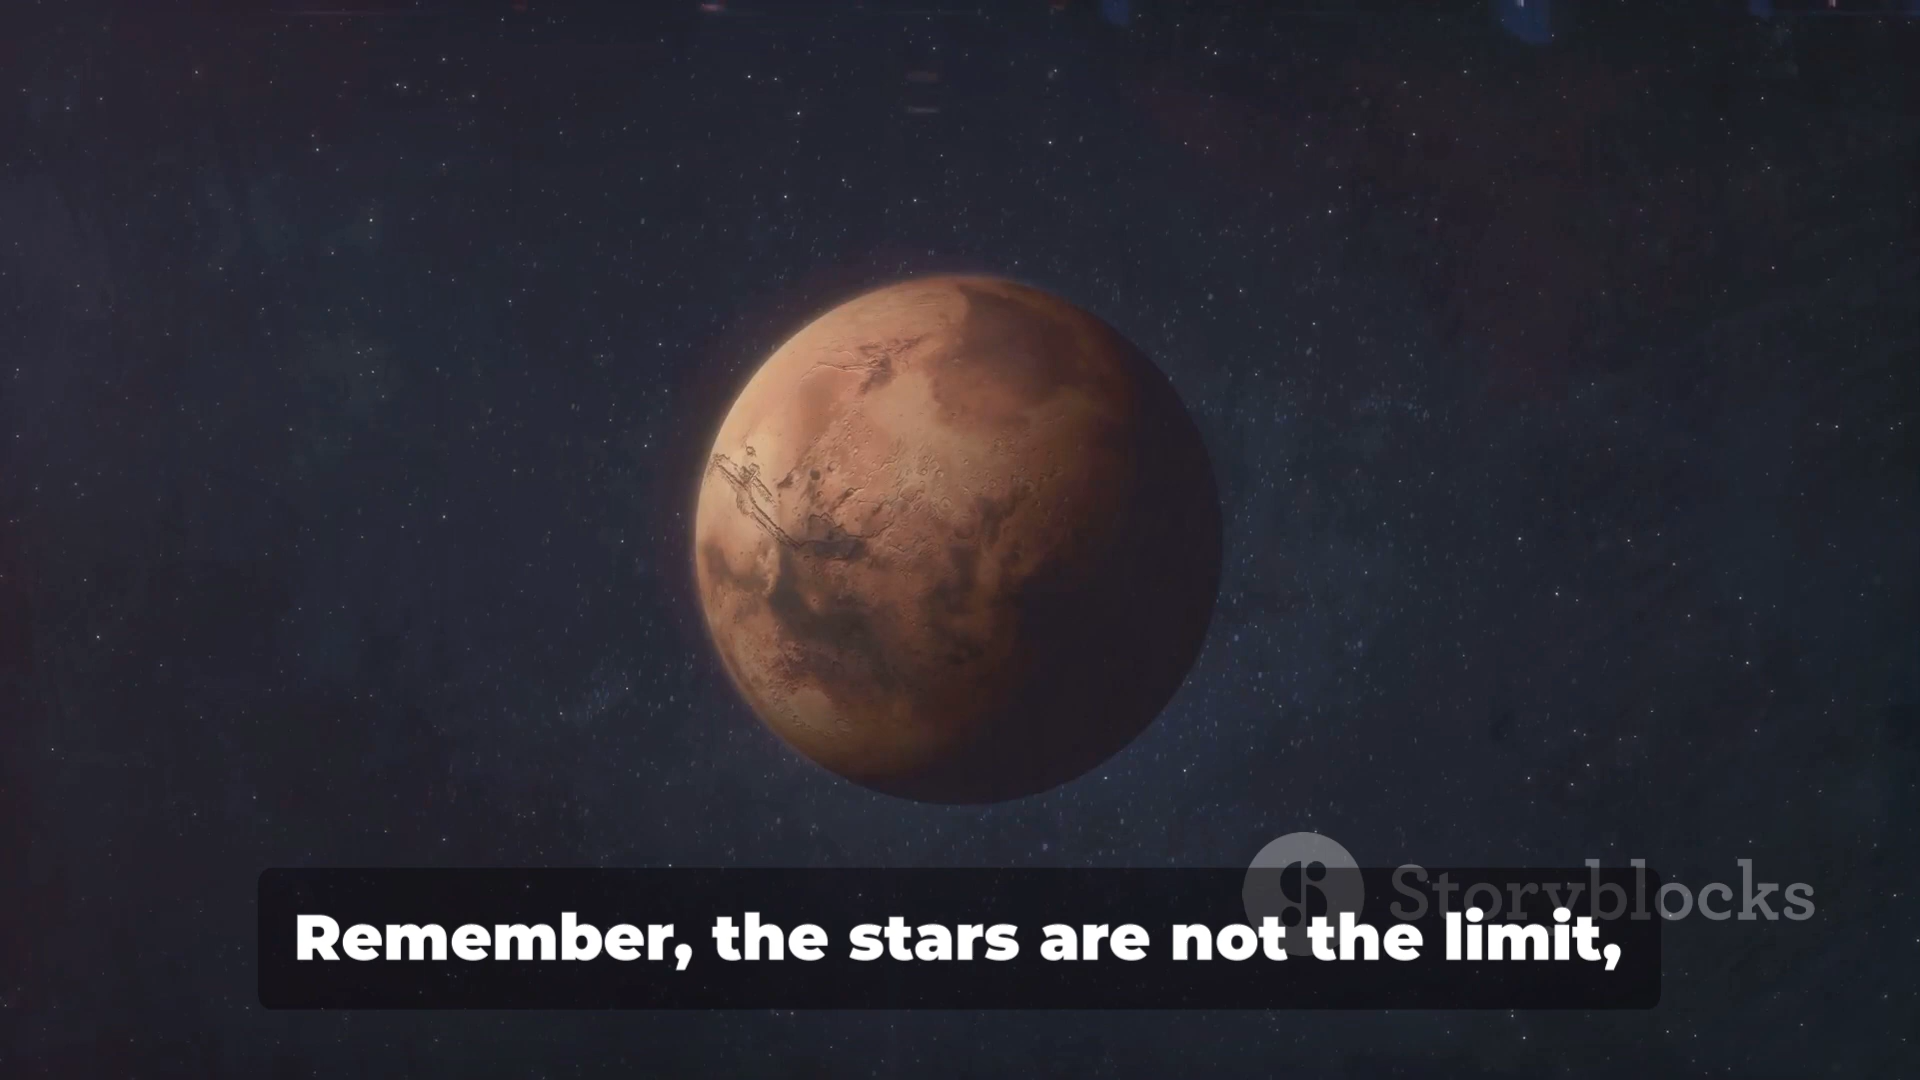 Storyblocks
Remember, the stars are not the limit,